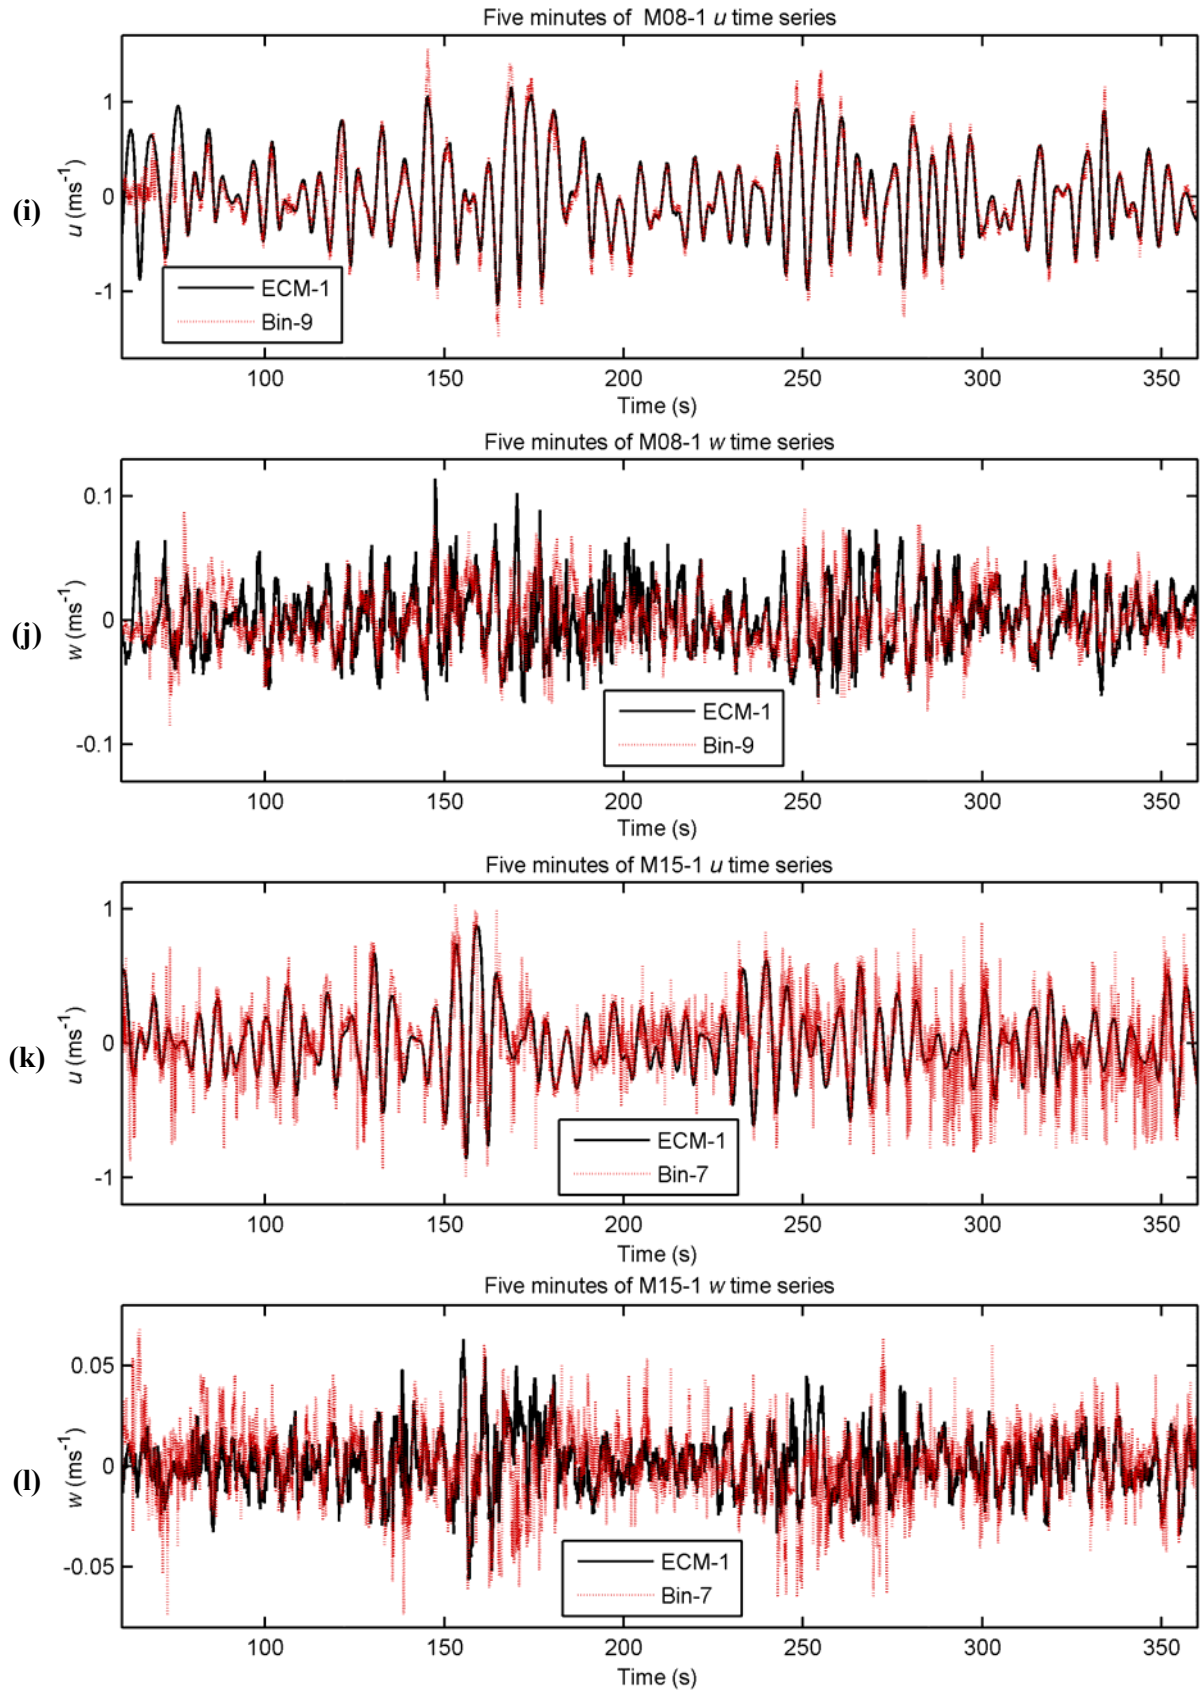 Five minutes of M08-1 u time series
1
0
-1
u (ms⁻¹)
(i)
ECM-1
Bin-9
100 150 200 250 300 350
Time (s)
Five minutes of M08-1 w time series
0.1
0
-0.1
w (ms⁻¹)
(j)
ECM-1
Bin-9
100 150 200 250 300 350
Time (s)
Five minutes of M15-1 u time series
1
0
-1
u (ms⁻¹)
(k)
ECM-1
Bin-7
100 150 200 250 300 350
Time (s)
Five minutes of M15-1 w time series
0.05
0
-0.05
w (ms⁻¹)
(l)
ECM-1
Bin-7
100 150 200 250 300 350
Time (s)